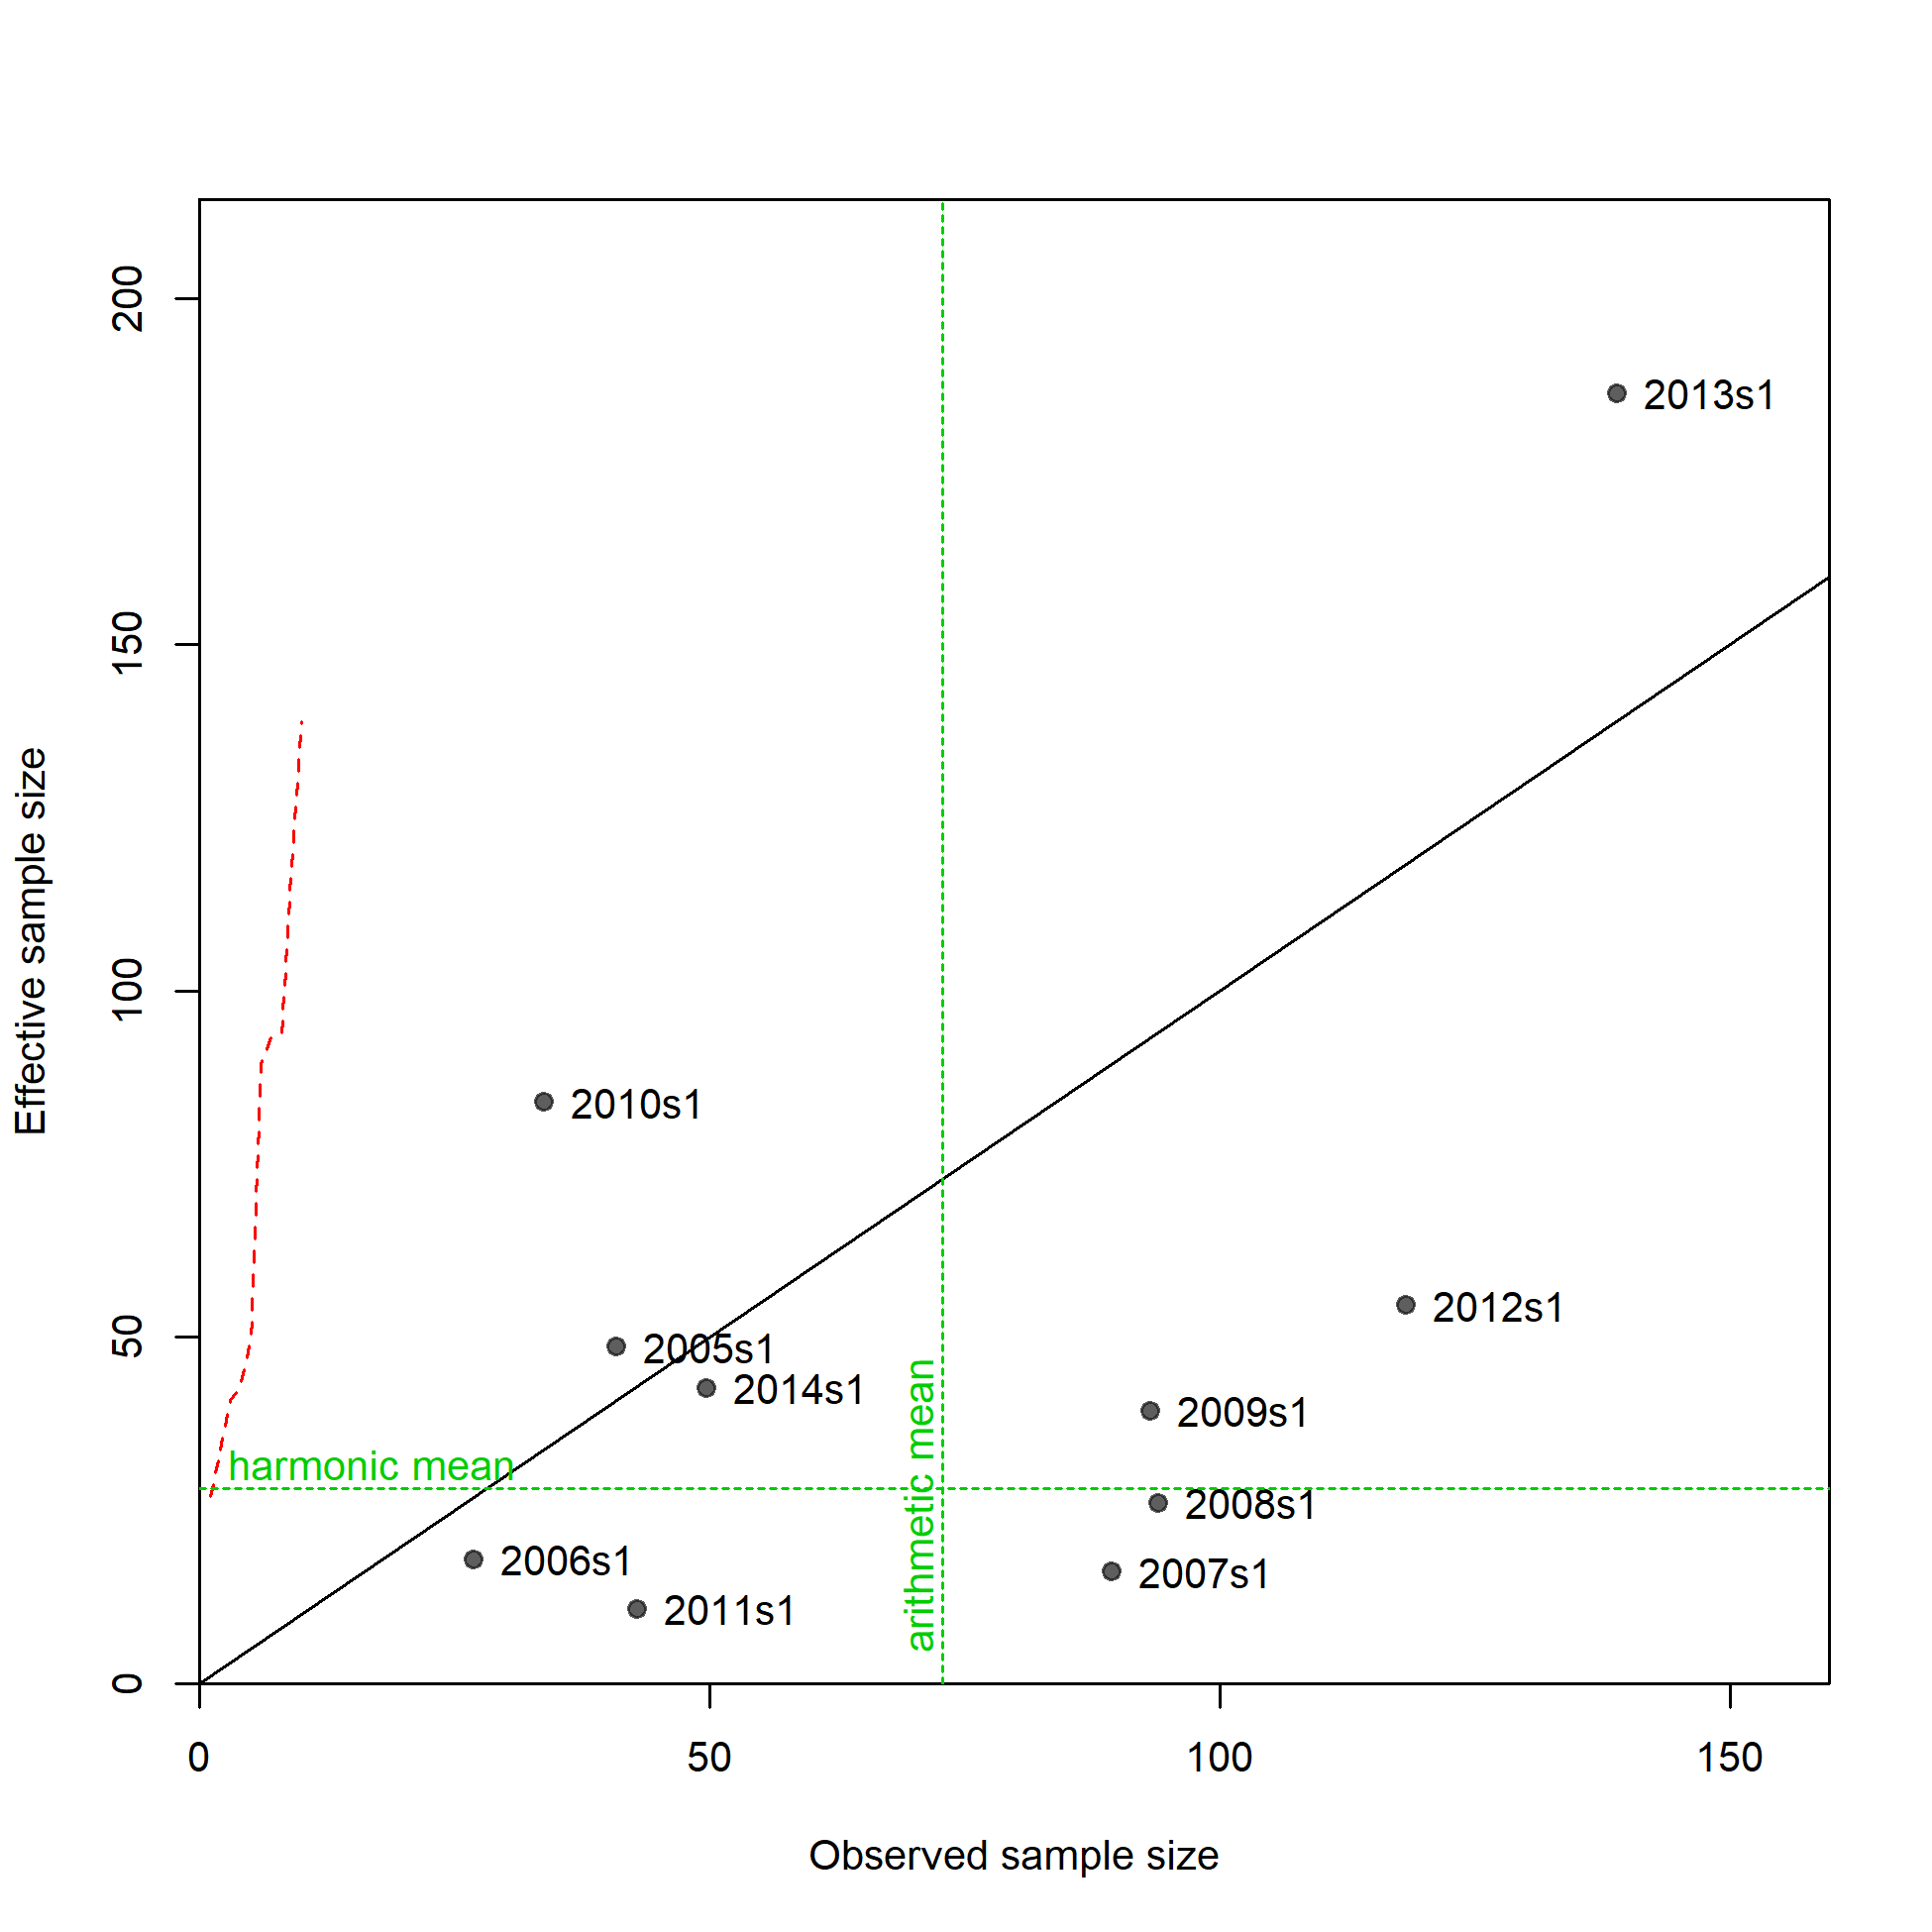 200
150
100
50
0
Effective sample size
2013s1
2010s1
2012s1
2005s1
2014s1
2009s1
harmonic mean
arithmetic mean
2008s1
2006s1
2007s1
2011s1
0 50 100 150
Observed sample size